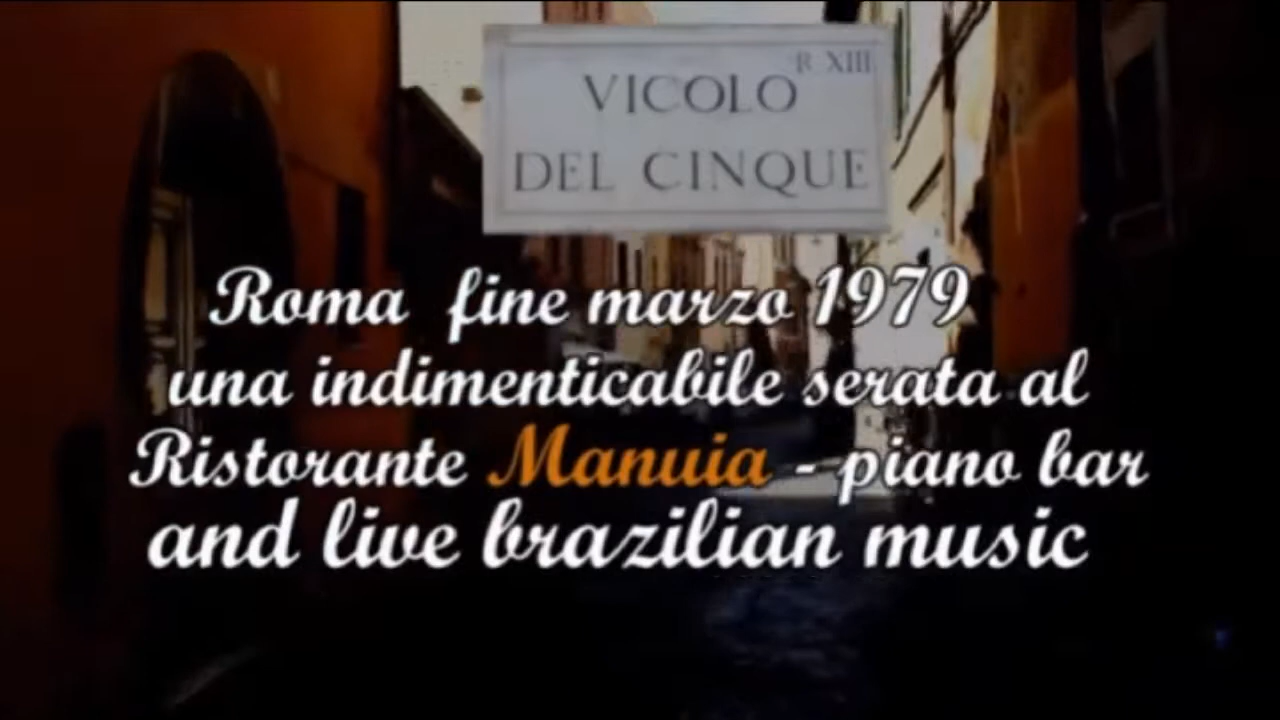 R. XIII
VICOLO
DEL CINQUE
Roma fine marzo 1979
una indimenticabile serata al
Ristorante Manuia - piano bar
and live brazilian music